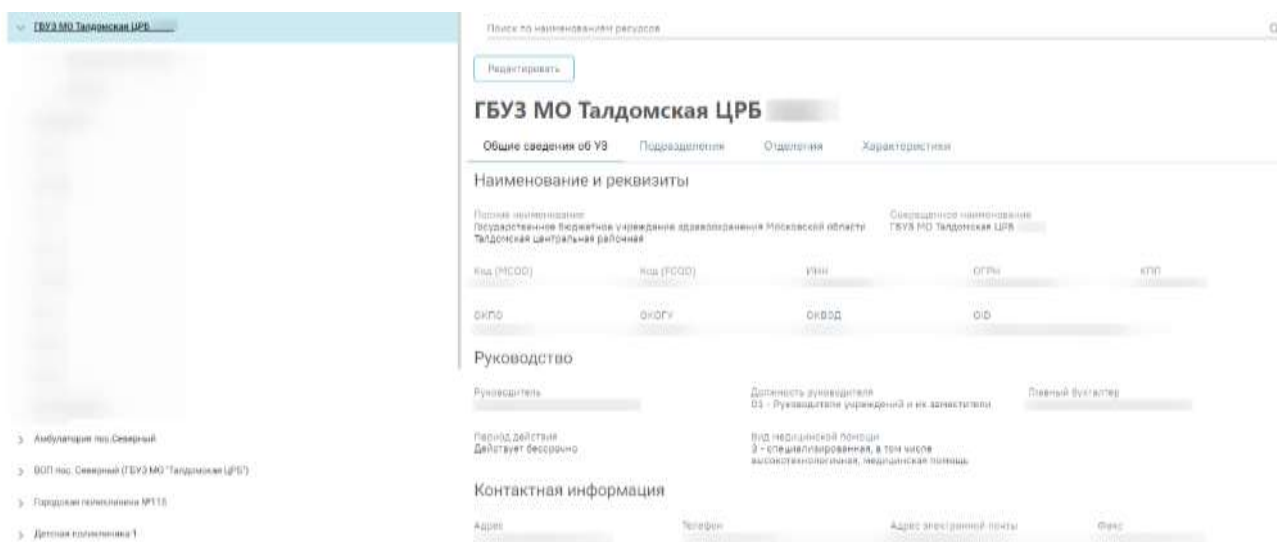 ГБУЗ МО Талдомская ЦРБ
Поиск по наименованиям ресурсов
Редактировать
ГБУЗ МО Талдомская ЦРБ
Общие сведения об УЗ Подразделения Отделения Характеристики
Наименование и реквизиты
Полное наименование Сокращенное наименование
Государственное бюджетное учреждение здравоохранения Московской области ГБУЗ МО Талдомская ЦРБ
Талдомская центральная районная
Код (MCOD) Код (FCOD) ИНН ОГРН КПП
ОКПО ОКОГУ ОКВЭД OID
Руководство
Руководитель Должность руководителя Главный бухгалтер
01 - Руководители учреждений и их заместители
Период действия Вид медицинской помощи
Действует бессрочно 3 - специализированная, в том числе
высокотехнологичная, медицинская помощь
Амбулатория пос.Северный
ВОП пос. Северный (ГБУЗ МО "Талдомская ЦРБ")
Городская поликлиника №115
Детская поликлиника 1
Контактная информация
Адрес Телефон Адрес электронной почты Факс